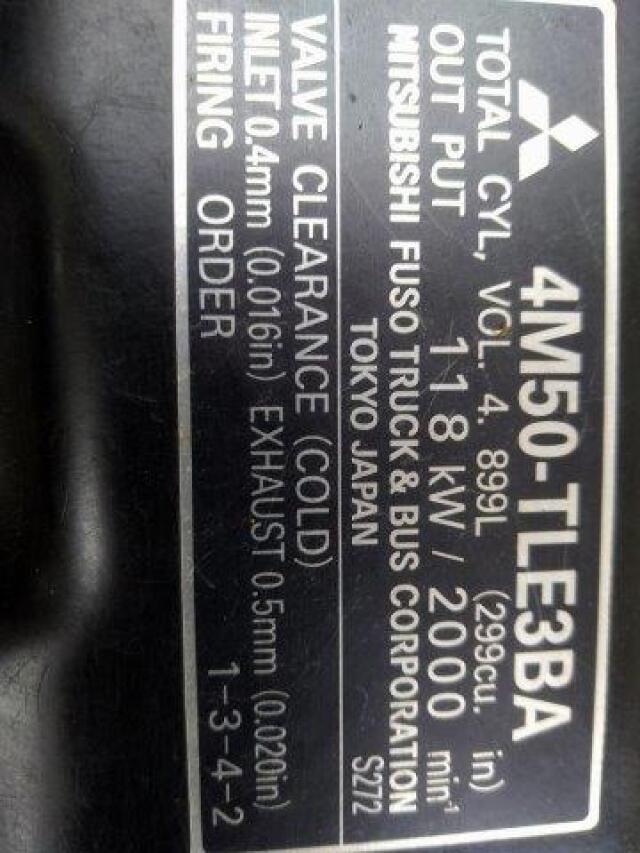 4M50-TLE3BA
TOTAL CYL, VOL. 4. 899L (299cu. in)
OUT PUT 118 kW / 2000 min-1
MITSUBISHI FUSO TRUCK & BUS CORPORATION
TOKYO JAPAN S272
VALVE CLEARANCE (COLD)
INLET 0.4mm (0.016in) EXHAUST 0.5mm (0.020in)
FIRING ORDER 1-3-4-2